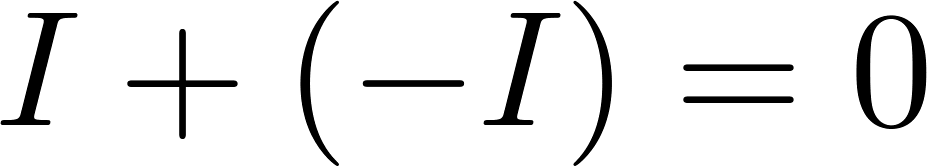 I + (−I) = 0